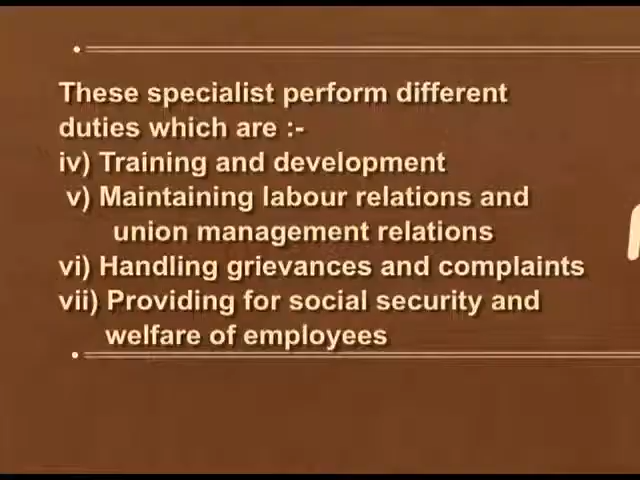 These specialist perform different
duties which are :-
iv) Training and development
v) Maintaining labour relations and
union management relations
vi) Handling grievances and complaints
vii) Providing for social security and
welfare of employees